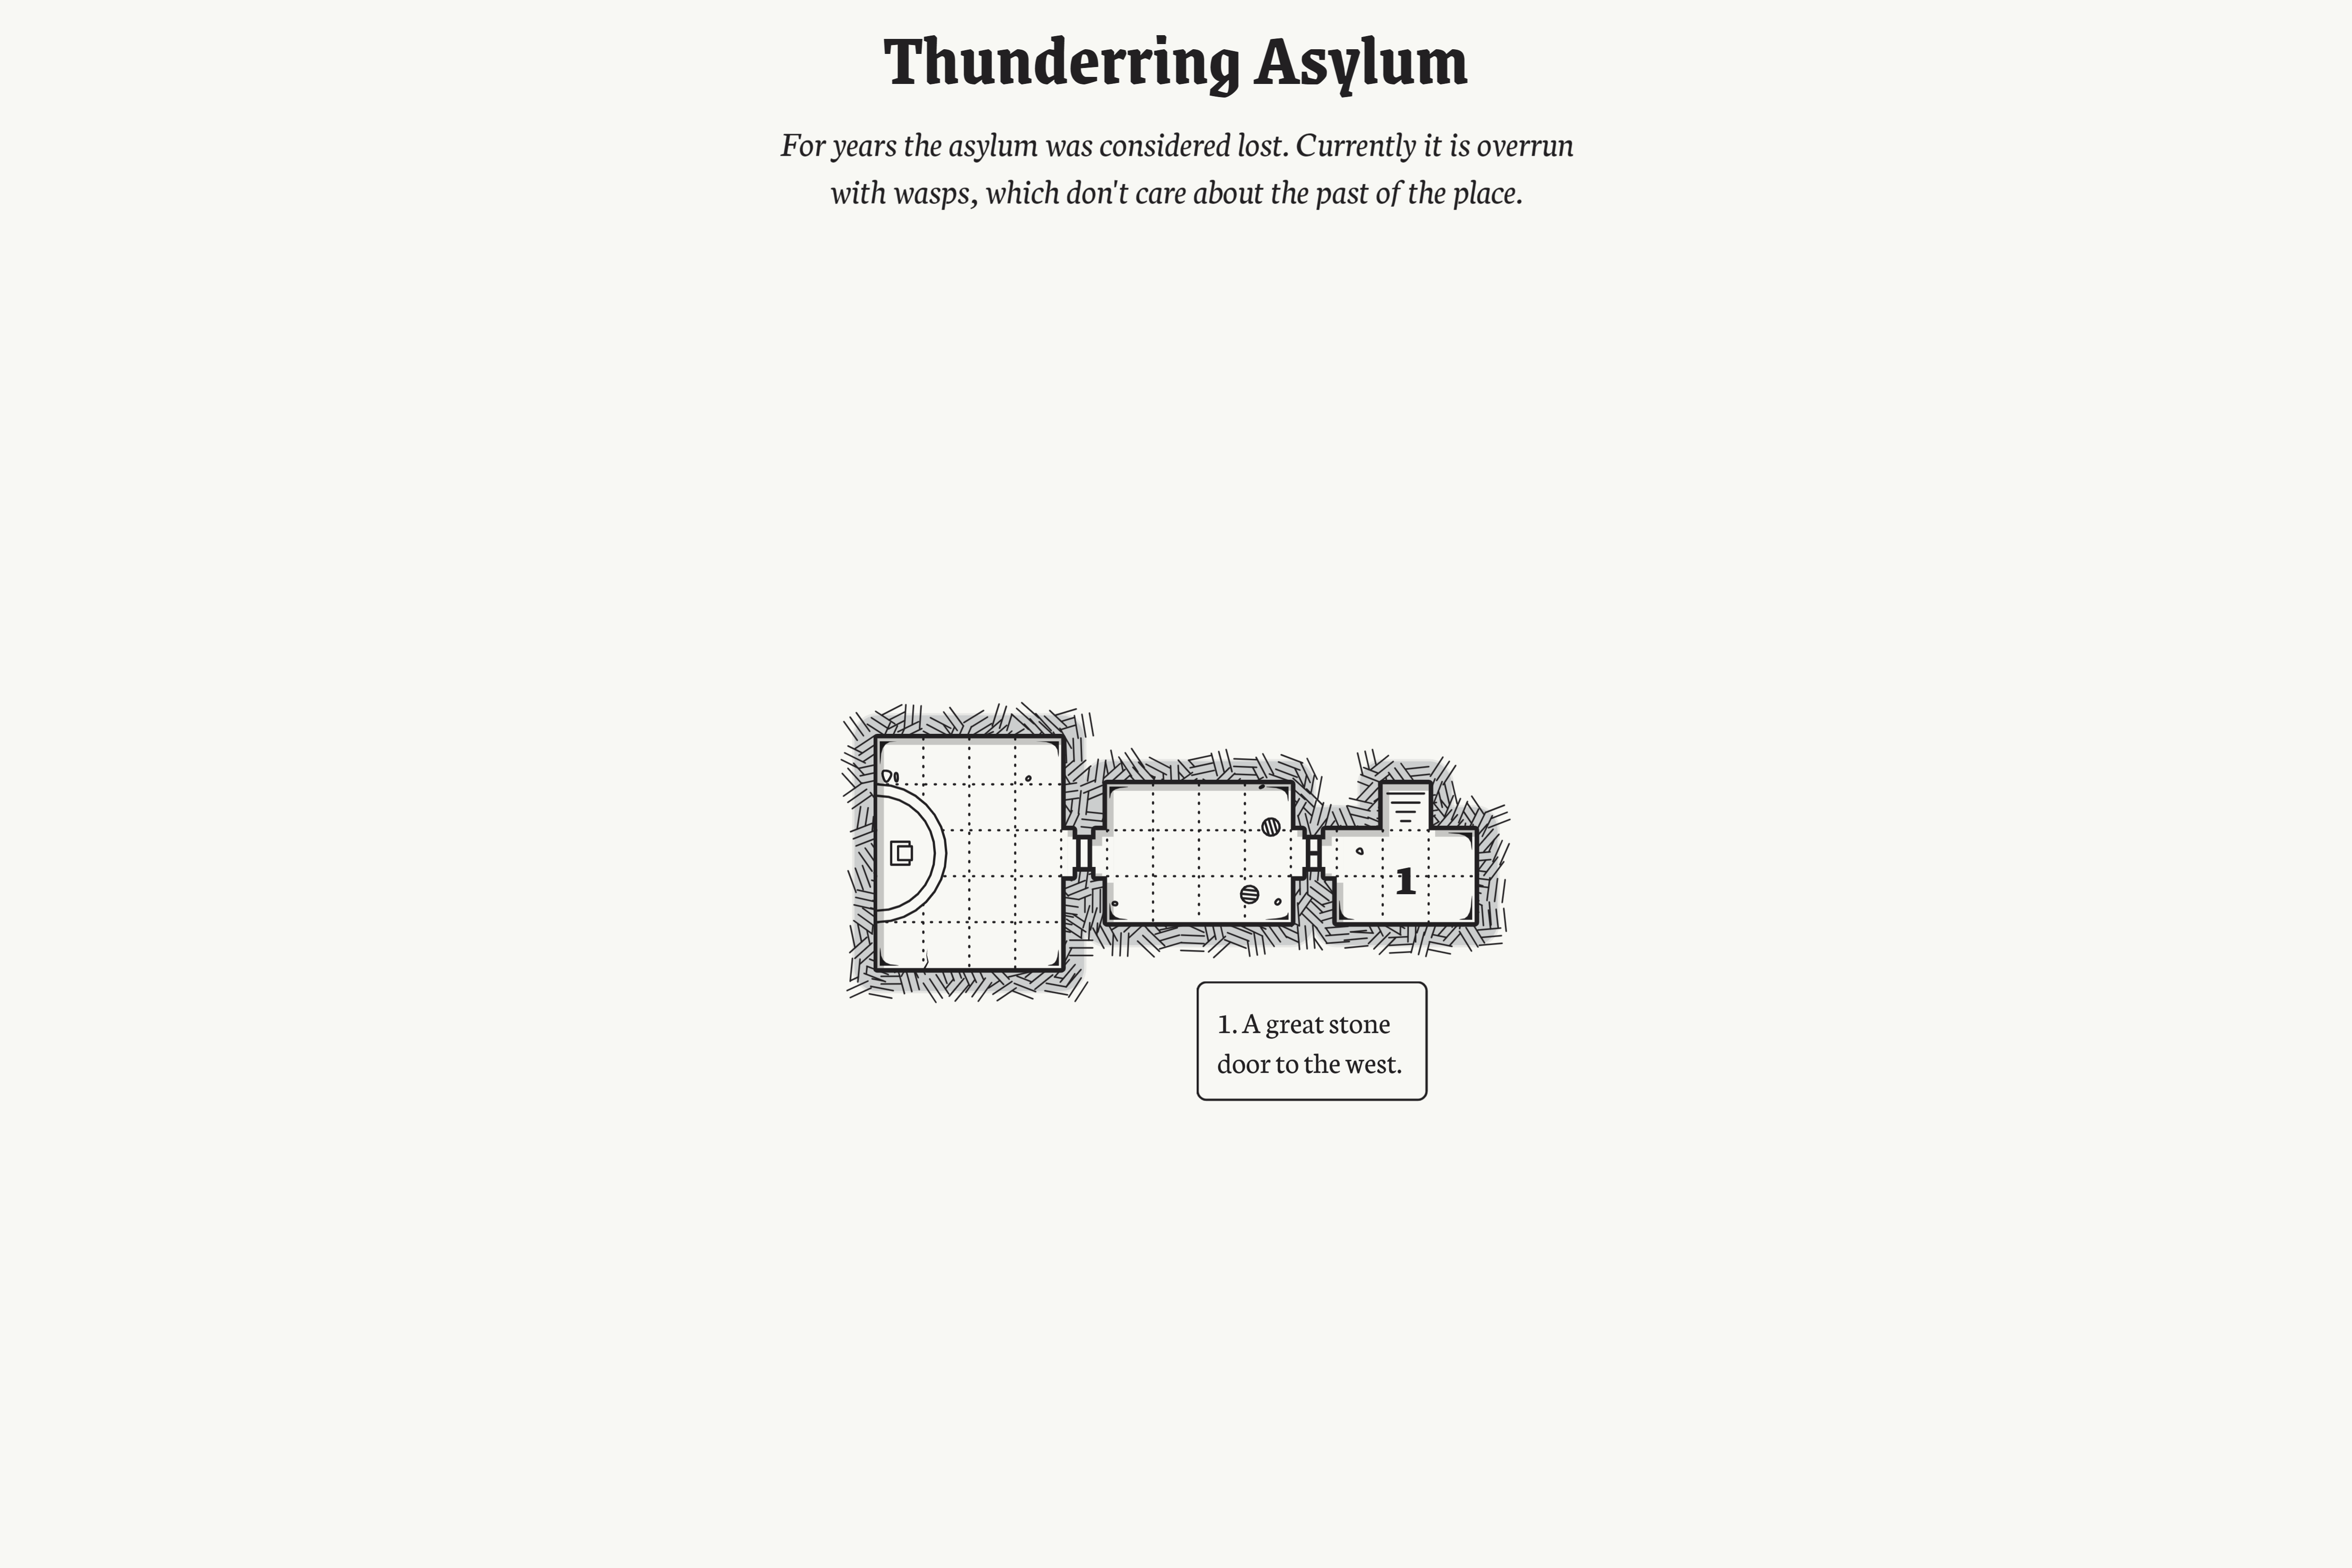 Thunderring Asylum
For years the asylum was considered lost. Currently it is overrun
with wasps, which don't care about the past of the place.
1
1. A great stone
door to the west.